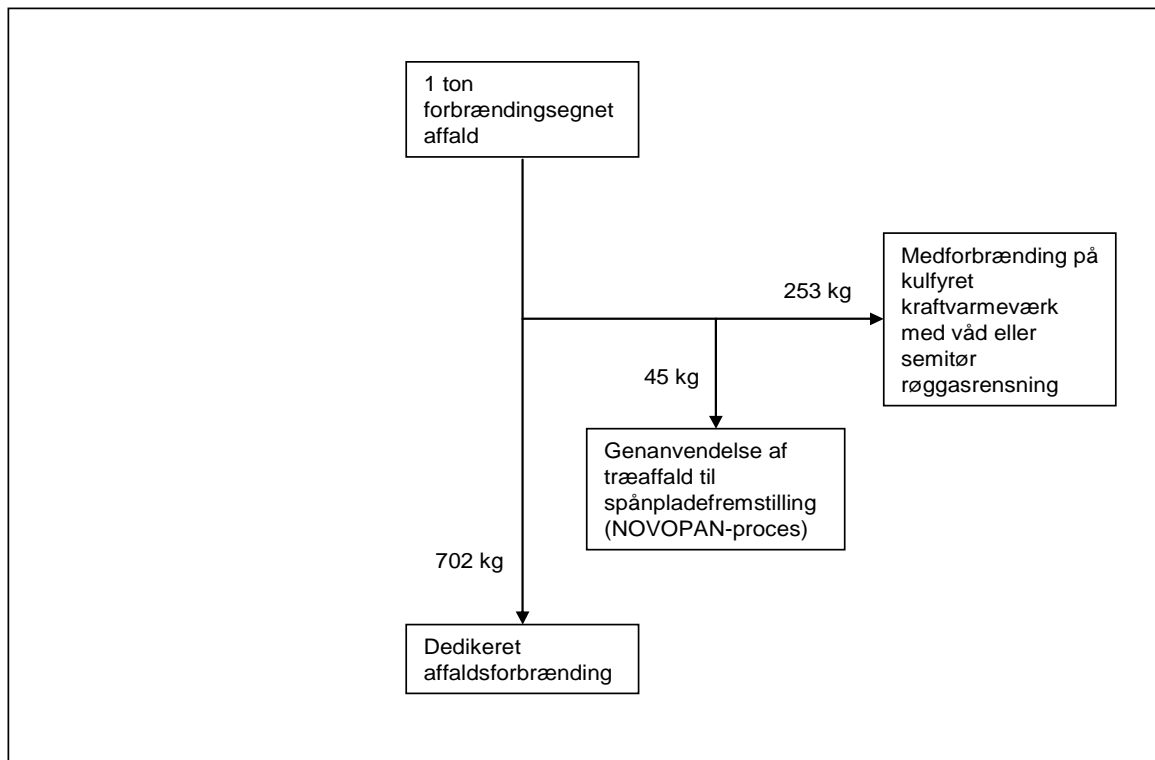 1 ton
forbrændingsegnet
affald
253 kg
Medforbrænding på
kulfyret
kraftvarmeværk
med våd eller
semitør
røggasrensning
45 kg
Genanvendelse af
træaffald til
spånpladefremstilling
(NOVOPAN-proces)
702 kg
Dedikeret
affaldsforbrænding